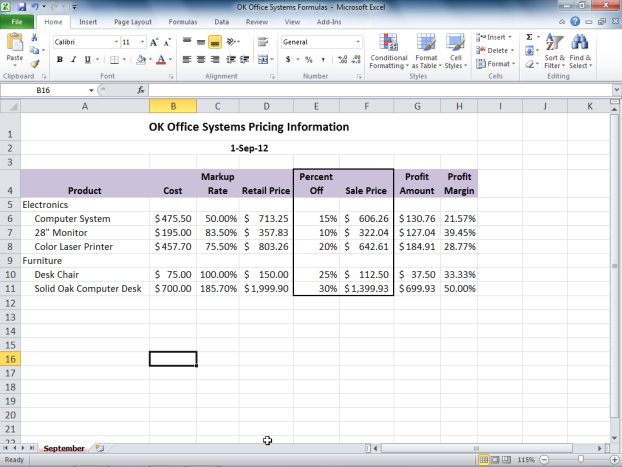 OK Office Systems Formulas - Microsoft Excel
File Home Insert Page Layout Formulas Data Review View Add-Ins
Paste Calibri 11 A A General Conditional Formatting Format as Table Cell Styles Insert Delete Format Sort & Filter Find & Select
B I U $ % ,
Clipboard Font Alignment Number Styles Cells Editing
B16 fx
A B C D E F G H I J K
1 OK Office Systems Pricing Information
2 1-Sep-12
3
4 Product Cost Markup Rate Retail Price Percent Off Sale Price Profit Amount Profit Margin
5 Electronics
6 Computer System $475.50 50.00% $ 713.25 15% $ 606.26 $130.76 21.57%
7 28" Monitor $195.00 83.50% $ 357.83 10% $ 322.04 $127.04 39.45%
8 Color Laser Printer $457.70 75.50% $ 803.26 20% $ 642.61 $184.91 28.77%
9 Furniture
10 Desk Chair $ 75.00 100.00% $ 150.00 25% $ 112.50 $ 37.50 33.33%
11 Solid Oak Computer Desk $700.00 185.70% $1,999.90 30% $1,399.93 $699.93 50.00%
12
13
14
15
16
17
18
19
20
21
22
September
Ready 115%